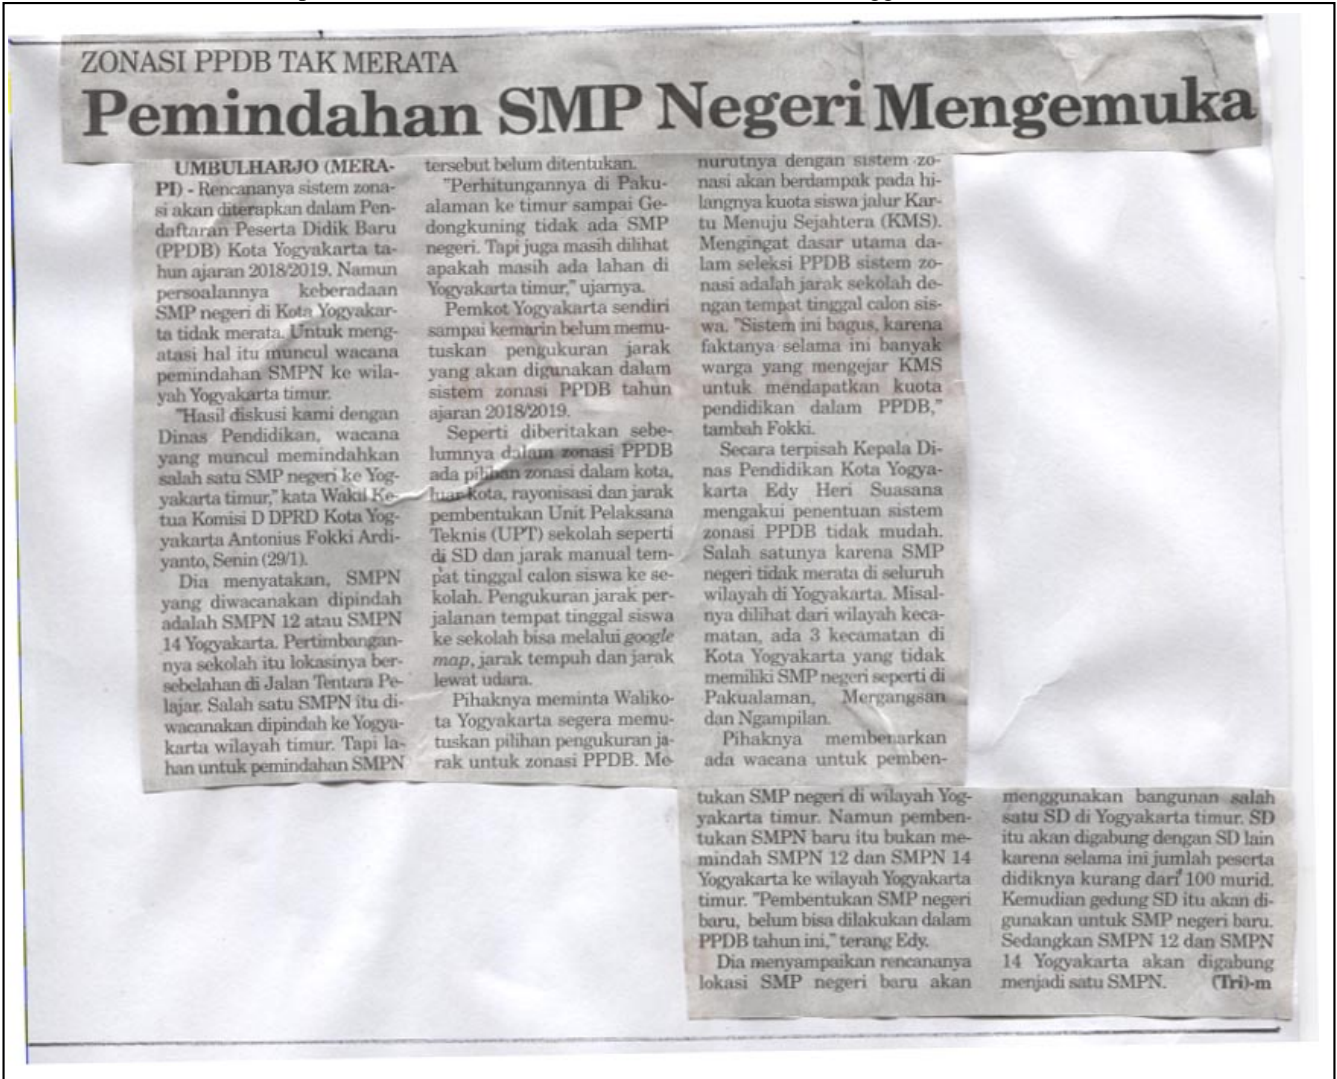 ZONASI PPDB TAK MERATA
Pemindahan SMP Negeri Mengemuka
UMBULHARJO (MERA-
PI) - Rencananya sistem zona-
si akan diterapkan dalam Pen-
daftaran Peserta Didik Baru
(PPDB) Kota Yogyakarta ta-
hun ajaran 2018/2019. Namun
persoalannya keberadaan
SMP negeri di Kota Yogyakar-
ta tidak merata. Untuk meng-
atasi hal itu muncul wacana
pemindahan SMPN ke wila-
yah Yogyakarta timur.
"Hasil diskusi kami dengan
Dinas Pendidikan, wacana
yang muncul memindahkan
salah satu SMP negeri ke Yog-
yakarta timur," kata Wakil Ke-
tua Komisi D DPRD Kota Yog-
yakarta Antonius Fokki Ardi-
yanto, Senin (29/1).
Dia menyatakan, SMPN
yang diwacanakan dipindah
adalah SMPN 12 atau SMPN
14 Yogyakarta. Pertimbangan-
nya sekolah itu lokasinya ber-
sebelahan di Jalan Tentara Pe-
lajar. Salah satu SMPN itu di-
wacanakan dipindah ke Yogya-
karta wilayah timur. Tapi la-
han untuk pemindahan SMPN
tersebut belum ditentukan.
"Perhitungannya di Paku-
alaman ke timur sampai Ge-
dongkuning tidak ada SMP
negeri. Tapi juga masih dilihat
apakah masih ada lahan di
Yogyakarta timur," ujarnya.
Pemkot Yogyakarta sendiri
sampai kemarin belum memu-
tuskan pengukuran jarak
yang akan digunakan dalam
sistem zonasi PPDB tahun
ajaran 2018/2019.
Seperti diberitakan sebe-
lumnya dalam zonasi PPDB
ada pilihan zonasi dalam kota,
luar kota, rayonisasi dan jarak
pembentukan Unit Pelaksana
Teknis (UPT) sekolah seperti
di SD dan jarak manual tem-
pat tinggal calon siswa ke se-
kolah. Pengukuran jarak per-
jalanan tempat tinggal siswa
ke sekolah bisa melalui google
map, jarak tempuh dan jarak
lewat udara.
Pihaknya meminta Waliko-
ta Yogyakarta segera memu-
tuskan pilihan pengukuran ja-
rak untuk zonasi PPDB. Me-
nurutnya dengan sistem zo-
nasi akan berdampak pada hi-
langnya kuota siswa jalur Kar-
tu Menuju Sejahtera (KMS).
Mengingat dasar utama da-
lam seleksi PPDB sistem zo-
nasi adalah jarak sekolah de-
ngan tempat tinggal calon sis-
wa. "Sistem ini bagus, karena
faktanya selama ini banyak
warga yang mengejar KMS
untuk mendapatkan kuota
pendidikan dalam PPDB,"
tambah Fokki.
Secara terpisah Kepala Di-
nas Pendidikan Kota Yogya-
karta Edy Heri Suasana
mengakui penentuan sistem
zonasi PPDB tidak mudah.
Salah satunya karena SMP
negeri tidak merata di seluruh
wilayah di Yogyakarta. Misal-
nya dilihat dari wilayah keca-
matan, ada 3 kecamatan di
Kota Yogyakarta yang tidak
memiliki SMP negeri seperti di
Pakualaman, Mergangsan
dan Ngampilan.
Pihaknya membenarkan
ada wacana untuk pemben-
tukan SMP negeri di wilayah Yog-
yakarta timur. Namun pemben-
tukan SMPN baru itu bukan me-
mindah SMPN 12 dan SMPN 14
Yogyakarta ke wilayah Yogyakarta
timur. "Pembentukan SMP negeri
baru, belum bisa dilakukan dalam
PPDB tahun ini," terang Edy.
Dia menyampaikan rencananya
lokasi SMP negeri baru akan
menggunakan bangunan salah
satu SD di Yogyakarta timur. SD
itu akan digabung dengan SD lain
karena selama ini jumlah peserta
didiknya kurang dari 100 murid.
Kemudian gedung SD itu akan di-
gunakan untuk SMP negeri baru.
Sedangkan SMPN 12 dan SMPN
14 Yogyakarta akan digabung
menjadi satu SMPN. (Tri)-m